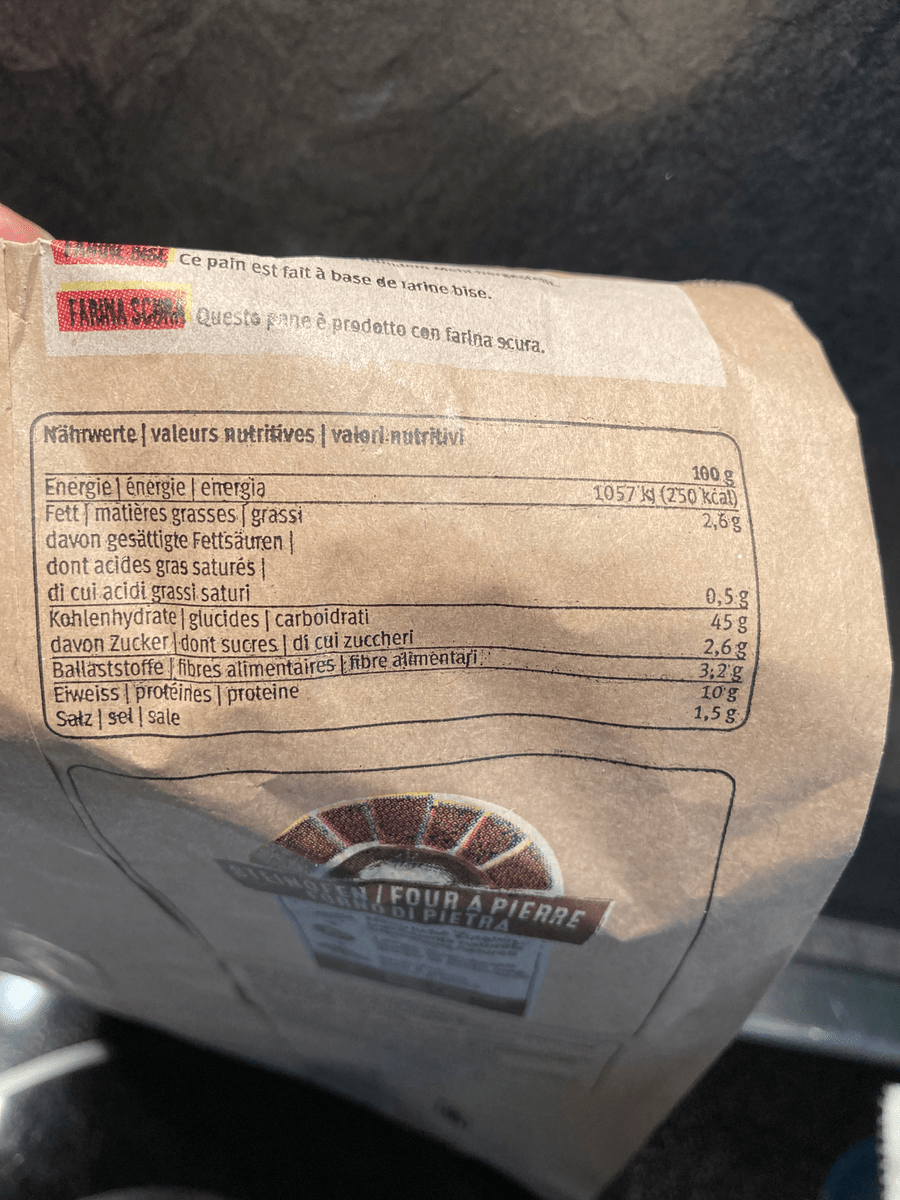 FARINE BISE Ce pain est fait à base de farine bise.
FARINA SCURA Questo pane è prodotto con farina scura.
Nährwerte | valeurs nutritives | valori nutritivi
100 g
Energie | énergie | energia 1057 kJ (250 kcal)
Fett | matières grasses | grassi 2,6 g
davon gesättigte Fettsäuren |
dont acides gras saturés |
di cui acidi grassi saturi 0,5 g
Kohlenhydrate | glucides | carboidrati 45 g
davon Zucker | dont sucres | di cui zuccheri 2,6 g
Ballaststoffe | fibres alimentaires | fibre alimentari 3,2 g
Eiweiss | protéines | proteine 10 g
Salz | sel | sale 1,5 g
STEINOFEN / FOUR À PIERRE
FORNO DI PIETRA